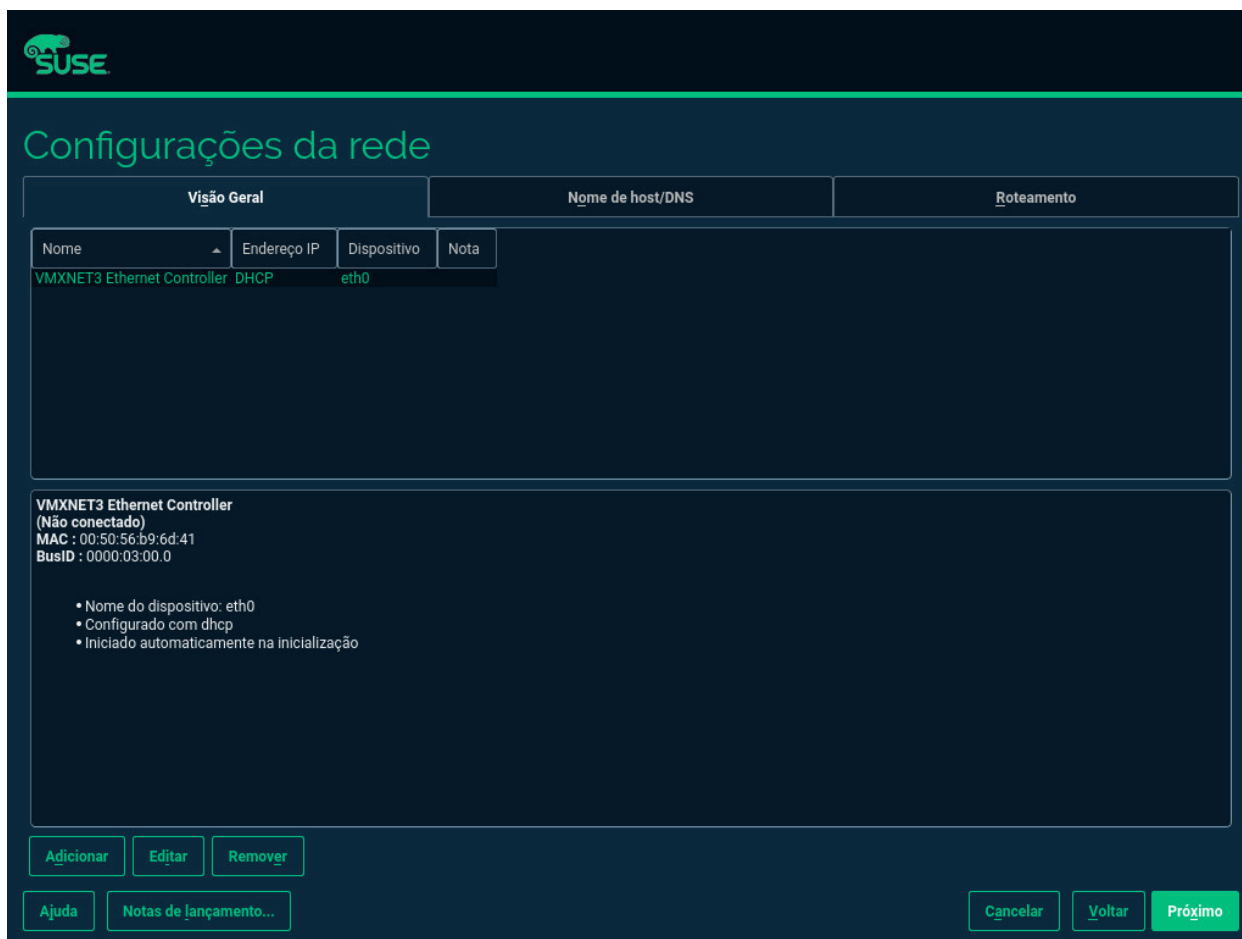 SUSE
Configurações da rede
Visão Geral
Nome de host/DNS
Roteamento
Nome Endereço IP Dispositivo Nota
VMXNET3 Ethernet Controller DHCP eth0
VMXNET3 Ethernet Controller
(Não conectado)
MAC : 00:50:56:b9:6d:41
BusID : 0000:03:00.0
• Nome do dispositivo: eth0
• Configurado com dhcp
• Iniciado automaticamente na inicialização
Adicionar Editar Remover
Ajuda Notas de lançamento... Cancelar Voltar Próximo